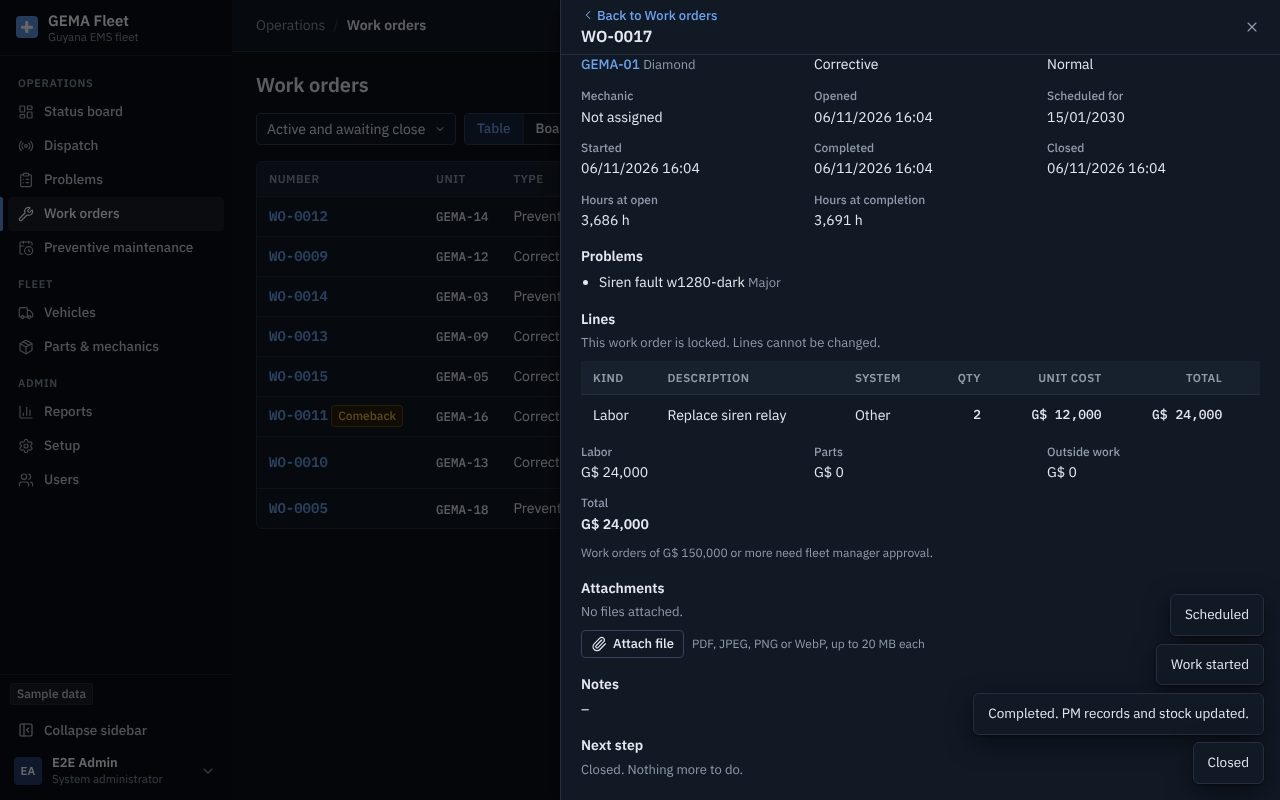 GEMA Fleet
Guyana EMS fleet
OPERATIONS
Status board
Dispatch
Problems
Work orders
Preventive maintenance
FLEET
Vehicles
Parts & mechanics
ADMIN
Reports
Setup
Users
Sample data
Collapse sidebar
EA
E2E Admin
System administrator
Operations / Work orders
Work orders
Active and awaiting close
Table
Boa
NUMBER UNIT TYPE
WO-0012 GEMA-14 Prevent
WO-0009 GEMA-12 Correct
WO-0014 GEMA-03 Prevent
WO-0013 GEMA-09 Correct
WO-0015 GEMA-05 Correct
WO-0011 Comeback GEMA-16 Correct
WO-0010 GEMA-13 Correct
WO-0005 GEMA-18 Prevent
Back to Work orders
WO-0017
GEMA-01 Diamond Corrective Normal
Mechanic Opened Scheduled for
Not assigned 06/11/2026 16:04 15/01/2030
Started Completed Closed
06/11/2026 16:04 06/11/2026 16:04 06/11/2026 16:04
Hours at open Hours at completion
3,686 h 3,691 h
Problems
• Siren fault w1280-dark Major
Lines
This work order is locked. Lines cannot be changed.
KIND DESCRIPTION SYSTEM QTY UNIT COST TOTAL
Labor Replace siren relay Other 2 G$ 12,000 G$ 24,000
Labor Parts Outside work
G$ 24,000 G$ 0 G$ 0
Total
G$ 24,000
Work orders of G$ 150,000 or more need fleet manager approval.
Attachments
No files attached.
Attach file PDF, JPEG, PNG or WebP, up to 20 MB each
Notes
–
Next step
Closed. Nothing more to do.
Scheduled
Work started
Completed. PM records and stock updated.
Closed